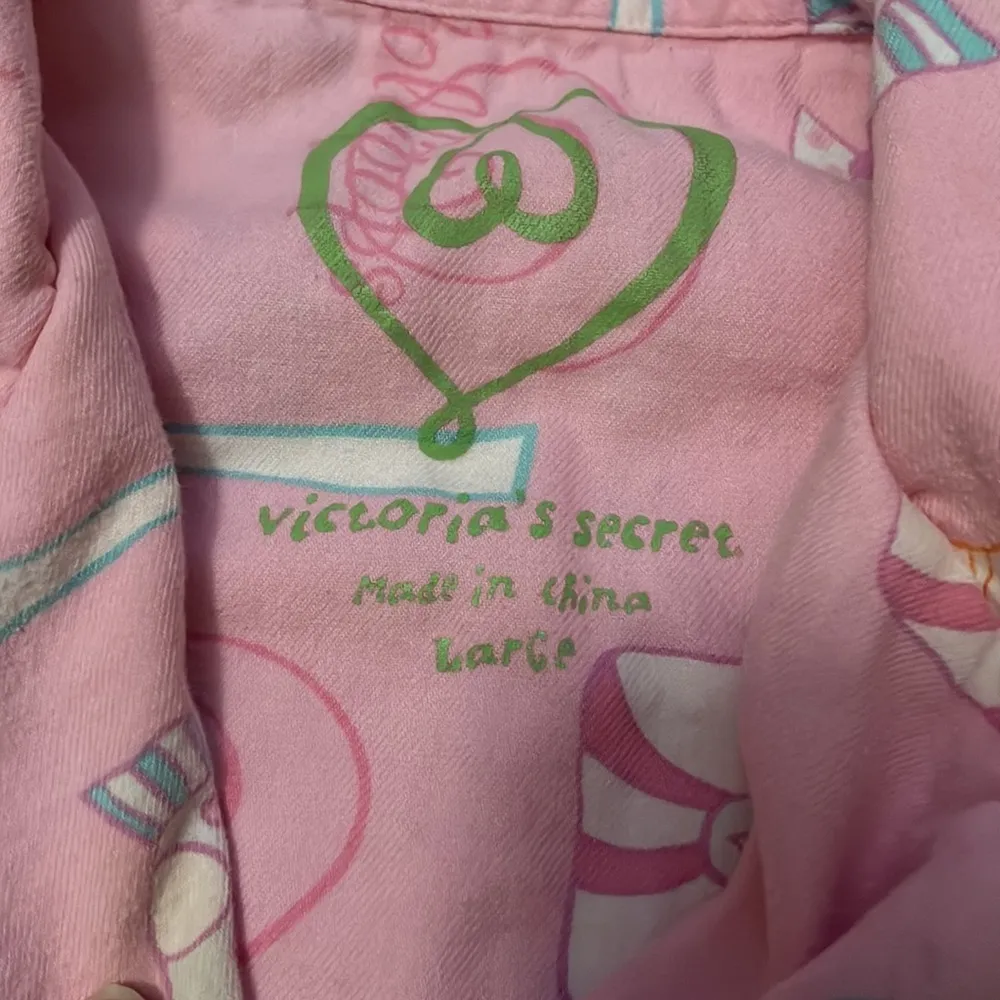 victoria's secret
Made in China
Large